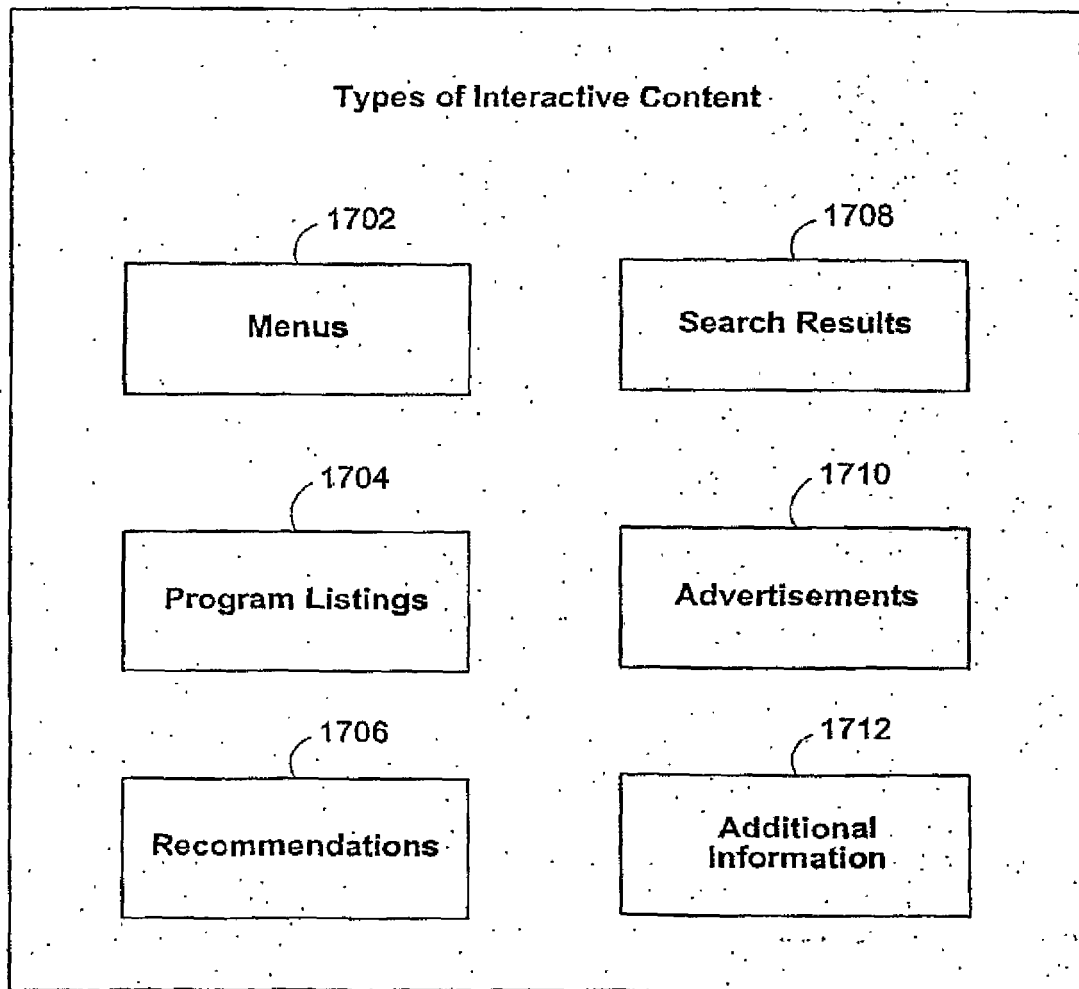 Types of Interactive Content
1702
Menus
1708
Search Results
1704
Program Listings
1710
Advertisements
1706
Recommendations
1712
Additional
Information